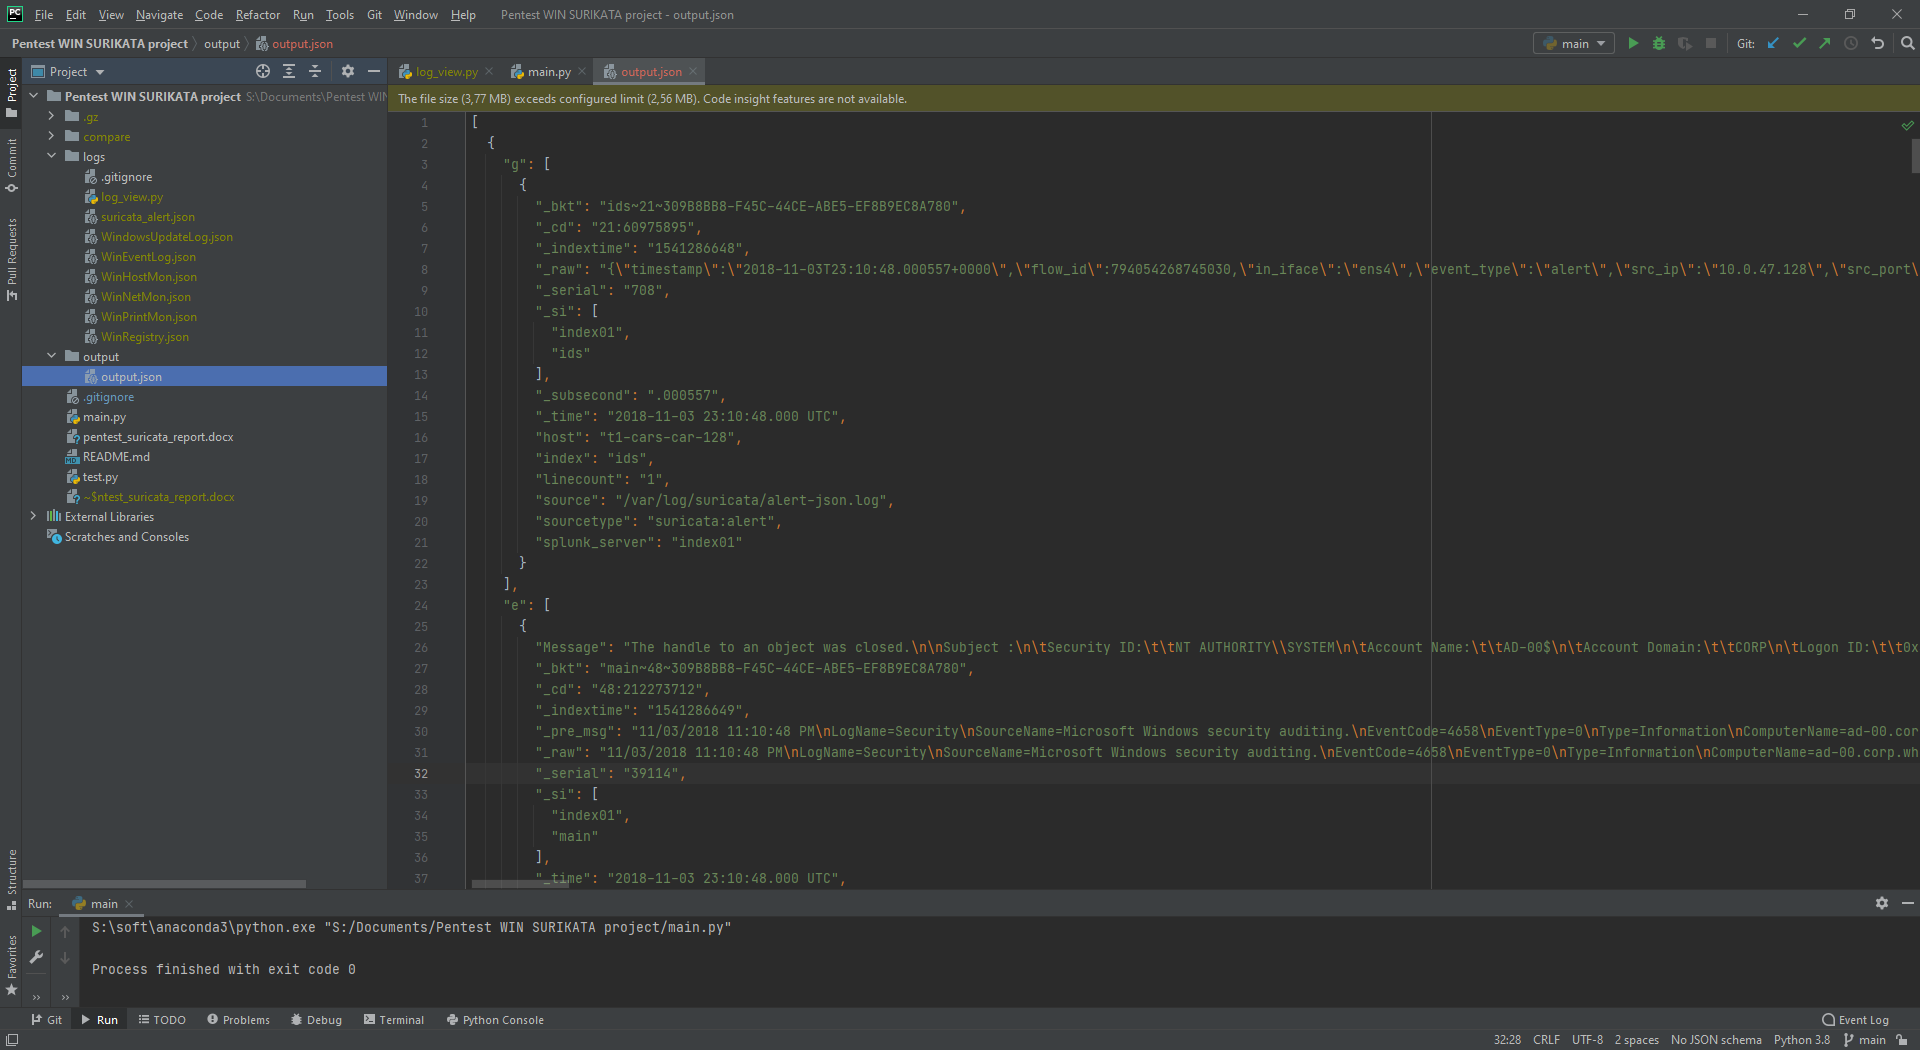 PC File Edit View Navigate Code Refactor Run Tools Git Window Help Pentest WIN SURIKATA project - output.json
Pentest WIN SURIKATA project output output.json main Git:
Project
log_view.py main.py output.json
The file size (3,77 MB) exceeds configured limit (2,56 MB). Code insight features are not available.
Project
Commit
Pull Requests
Structure
Favorites
Pentest WIN SURIKATA project S:\Documents\Pentest WIN
.gz
compare
logs
.gitignore
log_view.py
suricata_alert.json
WindowsUpdateLog.json
WinEventLog.json
WinHostMon.json
WinNetMon.json
WinPrintMon.json
WinRegistry.json
output
output.json
.gitignore
main.py
pentest_suricata_report.docx
README.md
test.py
~$ntest_suricata_report.docx
External Libraries
Scratches and Consoles
1 [
2 {
3 "g": [
4 {
5 "_bkt": "ids~21~309B8BB8-F45C-44CE-ABE5-EF8B9EC8A780",
6 "_cd": "21:60975895",
7 "_indextime": "1541286648",
8 "_raw": "{\"timestamp\":\"2018-11-03T23:10:48.000557+0000\",\"flow_id\":794054268745030,\"in_iface\":\"ens4\",\"event_type\":\"alert\",\"src_ip\":\"10.0.47.128\",\"src_port\
9 "_serial": "708",
10 "_si": [
11 "index01",
12 "ids"
13 ],
14 "_subsecond": ".000557",
15 "_time": "2018-11-03 23:10:48.000 UTC",
16 "host": "t1-cars-car-128",
17 "index": "ids",
18 "linecount": "1",
19 "source": "/var/log/suricata/alert-json.log",
20 "sourcetype": "suricata:alert",
21 "splunk_server": "index01"
22 }
23 ],
24 "e": [
25 {
26 "Message": "The handle to an object was closed.\n\nSubject :\n\tSecurity ID:\t\tNT AUTHORITY\\SYSTEM\n\tAccount Name:\t\tAD-00$\n\tAccount Domain:\t\tCORP\n\tLogon ID:\t\t0x
27 "_bkt": "main~48~309B8BB8-F45C-44CE-ABE5-EF8B9EC8A780",
28 "_cd": "48:212273712",
29 "_indextime": "1541286649",
30 "_pre_msg": "11/03/2018 11:10:48 PM\nLogName=Security\nSourceName=Microsoft Windows security auditing.\nEventCode=4658\nEventType=0\nType=Information\nComputerName=ad-00.cor
31 "_raw": "11/03/2018 11:10:48 PM\nLogName=Security\nSourceName=Microsoft Windows security auditing.\nEventCode=4658\nEventType=0\nType=Information\nComputerName=ad-00.corp.wh
32 "_serial": "39114",
33 "_si": [
34 "index01",
35 "main"
36 ],
37 "_time": "2018-11-03 23:10:48.000 UTC",
Run: main
S:\soft\anaconda3\python.exe "S:/Documents/Pentest WIN SURIKATA project/main.py"
Process finished with exit code 0
Git Run TODO Problems Debug Terminal Python Console Event Log
32:28 CRLF UTF-8 2 spaces No JSON schema Python 3.8 main